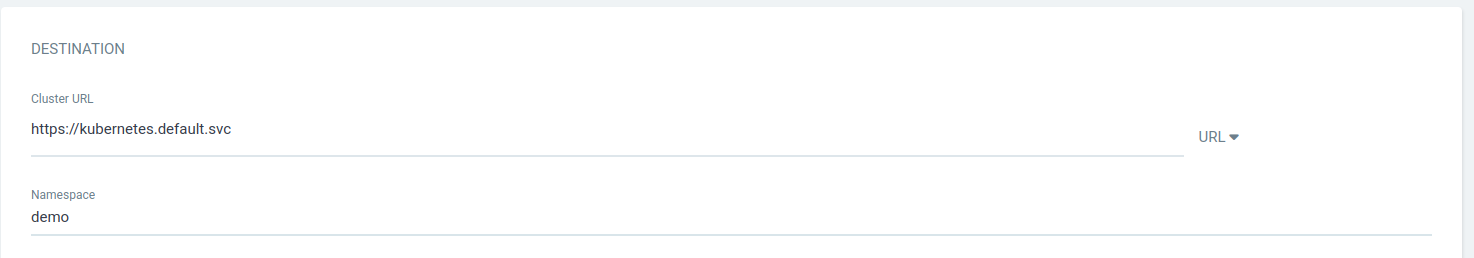 DESTINATION
Cluster URL
https://kubernetes.default.svc
URL
Namespace
demo